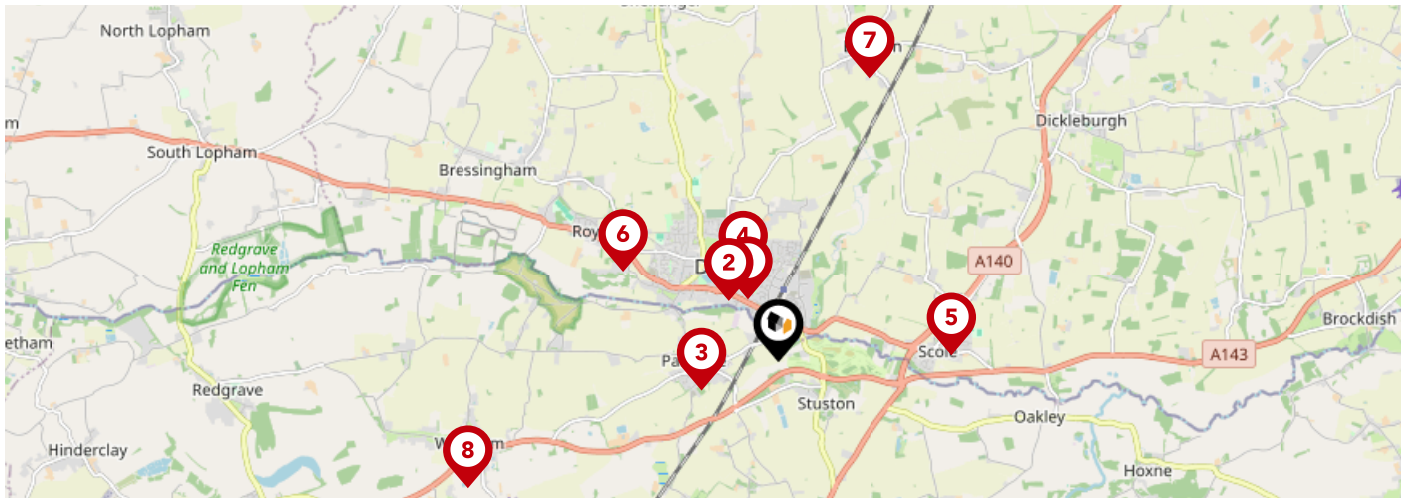 North Lopham
7
m
Dickleburgh
South Lopham
Bressingham
Roy
6
4
2
Redgrave
and Lopham
Fen
D
A140
5
Brockdish
etham
3
Pa
Scole
A143
Redgrave
Stuston
Oakley
W
m
8
Hinderclay
Hoxne